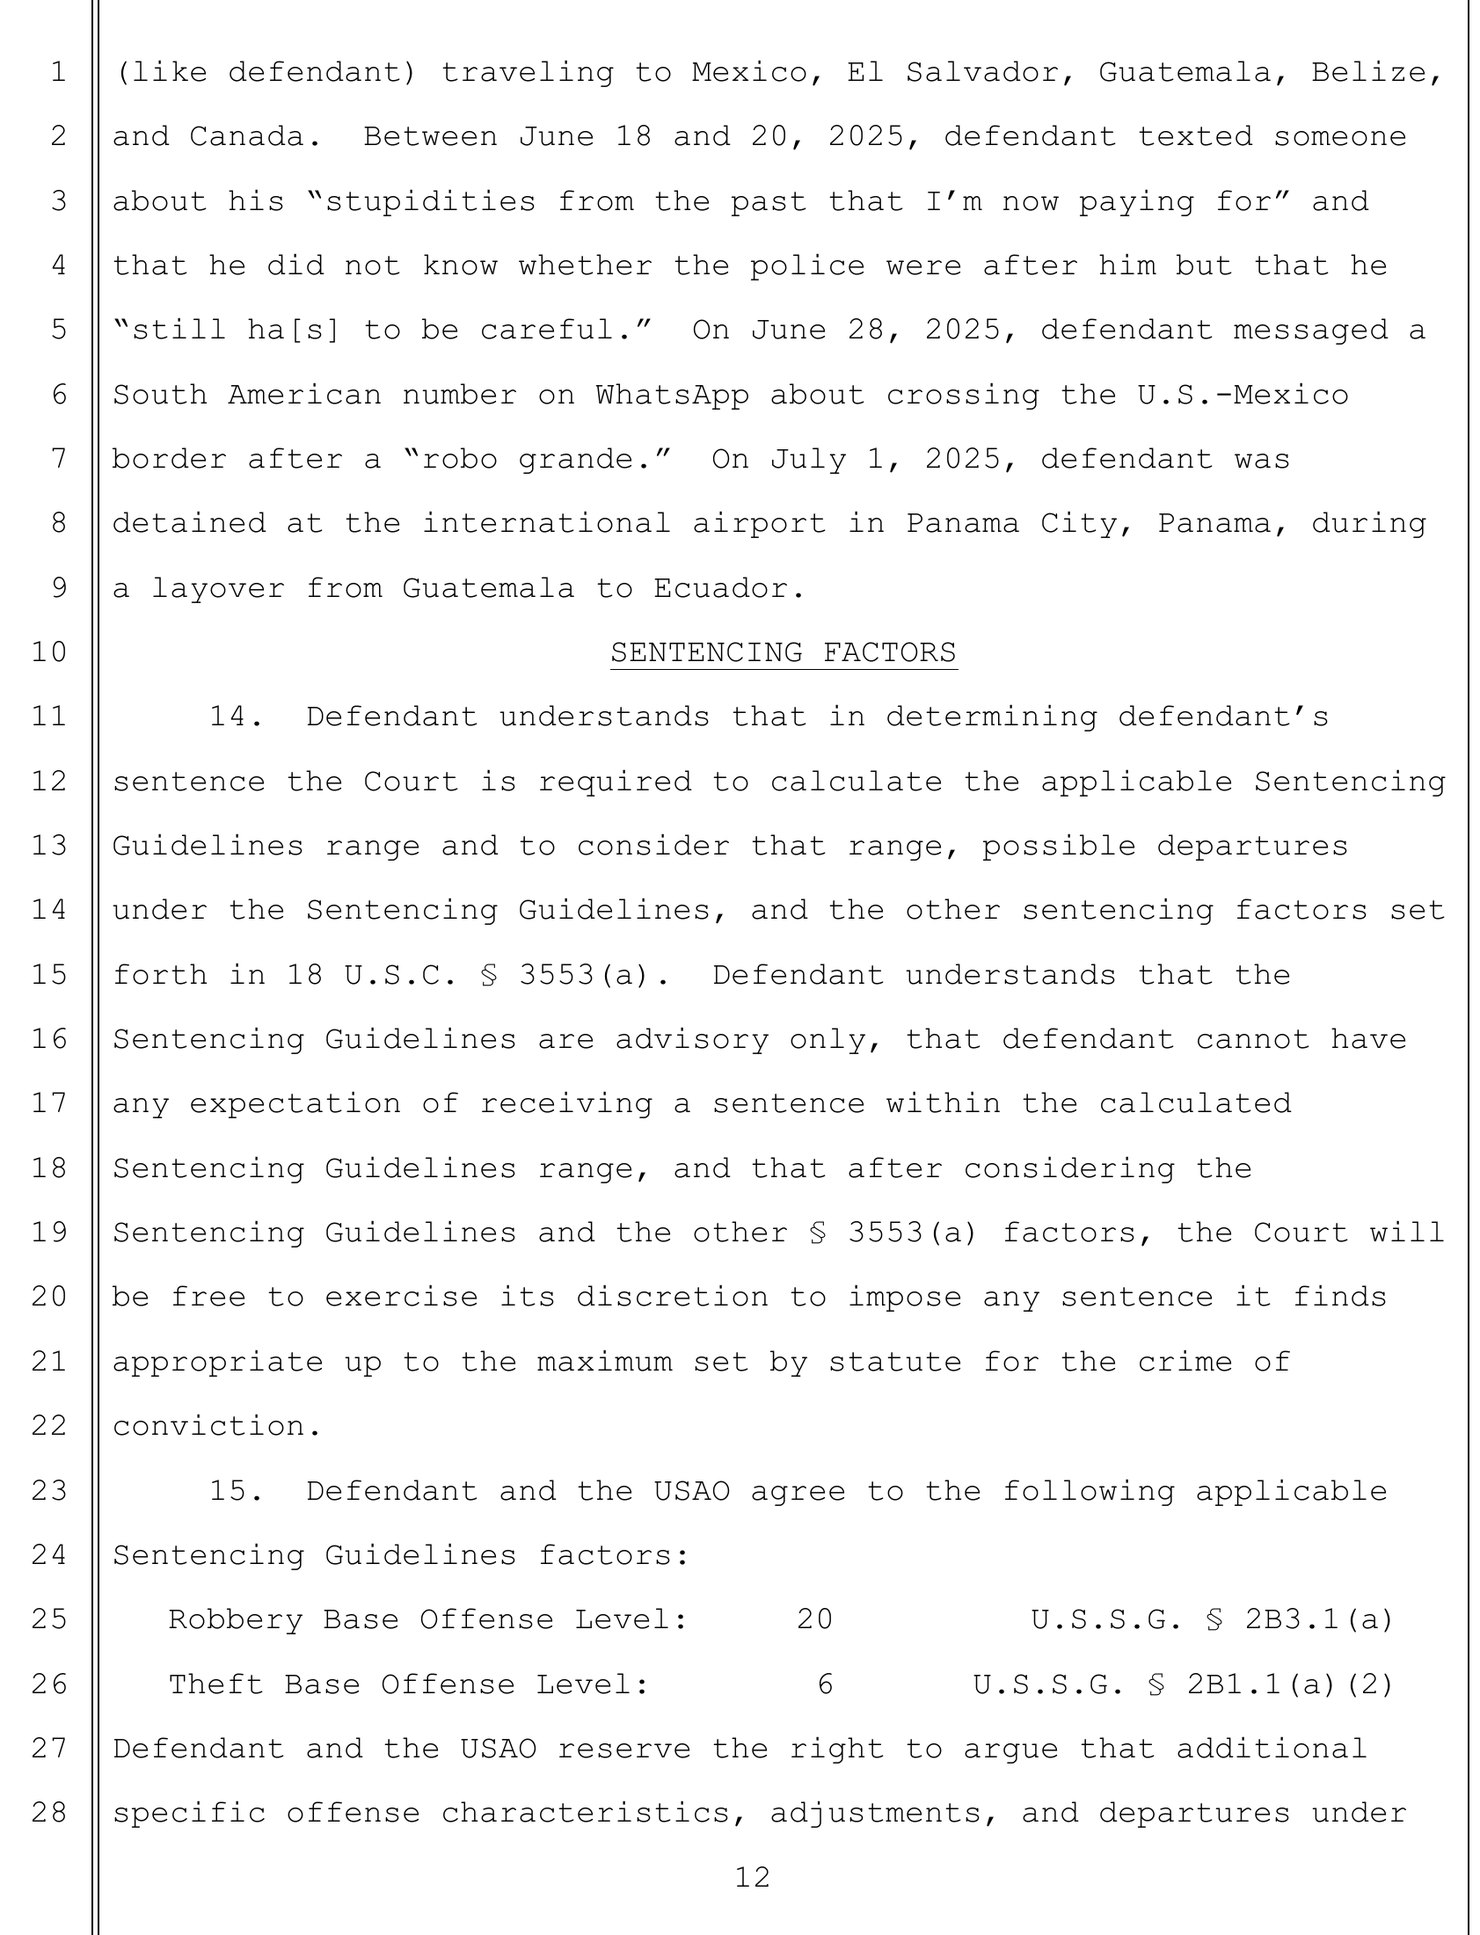 1 (like defendant) traveling to Mexico, El Salvador, Guatemala, Belize,
2 and Canada.  Between June 18 and 20, 2025, defendant texted someone
3 about his “stupidities from the past that I’m now paying for” and
4 that he did not know whether the police were after him but that he
5 “still ha[s] to be careful.”  On June 28, 2025, defendant messaged a
6 South American number on WhatsApp about crossing the U.S.-Mexico
7 border after a “robo grande.”  On July 1, 2025, defendant was
8 detained at the international airport in Panama City, Panama, during
9 a layover from Guatemala to Ecuador.
10 SENTENCING FACTORS
11 14.  Defendant understands that in determining defendant’s
12 sentence the Court is required to calculate the applicable Sentencing
13 Guidelines range and to consider that range, possible departures
14 under the Sentencing Guidelines, and the other sentencing factors set
15 forth in 18 U.S.C. § 3553(a).  Defendant understands that the
16 Sentencing Guidelines are advisory only, that defendant cannot have
17 any expectation of receiving a sentence within the calculated
18 Sentencing Guidelines range, and that after considering the
19 Sentencing Guidelines and the other § 3553(a) factors, the Court will
20 be free to exercise its discretion to impose any sentence it finds
21 appropriate up to the maximum set by statute for the crime of
22 conviction.
23 15.  Defendant and the USAO agree to the following applicable
24 Sentencing Guidelines factors:
25 Robbery Base Offense Level: 20 U.S.S.G. § 2B3.1(a)
26 Theft Base Offense Level: 6 U.S.S.G. § 2B1.1(a)(2)
27 Defendant and the USAO reserve the right to argue that additional
28 specific offense characteristics, adjustments, and departures under
12